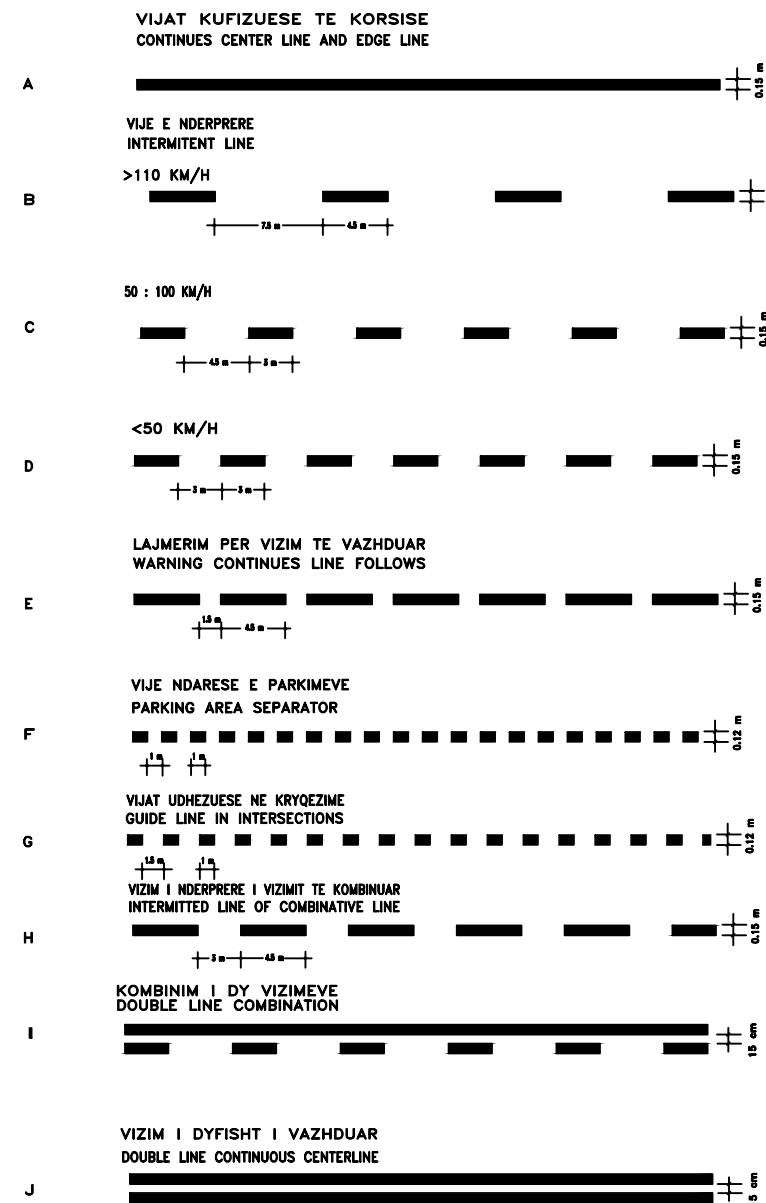 VIJAT KUFIZUESE TE KORSISE
CONTINUES CENTER LINE AND EDGE LINE
A
0.15 m
VIJE E NDERPRERE
INTERMITENT LINE
>110 KM/H
B
7.5 m
4.5 m
50 : 100 KM/H
C
0.15 m
4.5 m
3 m
<50 KM/H
D
0.15 m
3 m
3 m
LAJMERIM PER VIZIM TE VAZHDUAR
WARNING CONTINUES LINE FOLLOWS
E
0.15 m
1.5 m
4.5 m
VIJE NDARESE E PARKIMEVE
PARKING AREA SEPARATOR
F
0.12 m
1 m
1 m
VIJAT UDHEZUESE NE KRYQEZIME
GUIDE LINE IN INTERSECTIONS
G
0.12 m
1.5 m
1 m
VIZIM I NDERPRERE I VIZIMIT TE KOMBINUAR
INTERMITTED LINE OF COMBINATIVE LINE
H
0.15 m
3 m
4.5 m
KOMBINIM I DY VIZIMEVE
DOUBLE LINE COMBINATION
I
15 cm
VIZIM I DYFISHT I VAZHDUAR
DOUBLE LINE CONTINUOUS CENTERLINE
J
5 cm